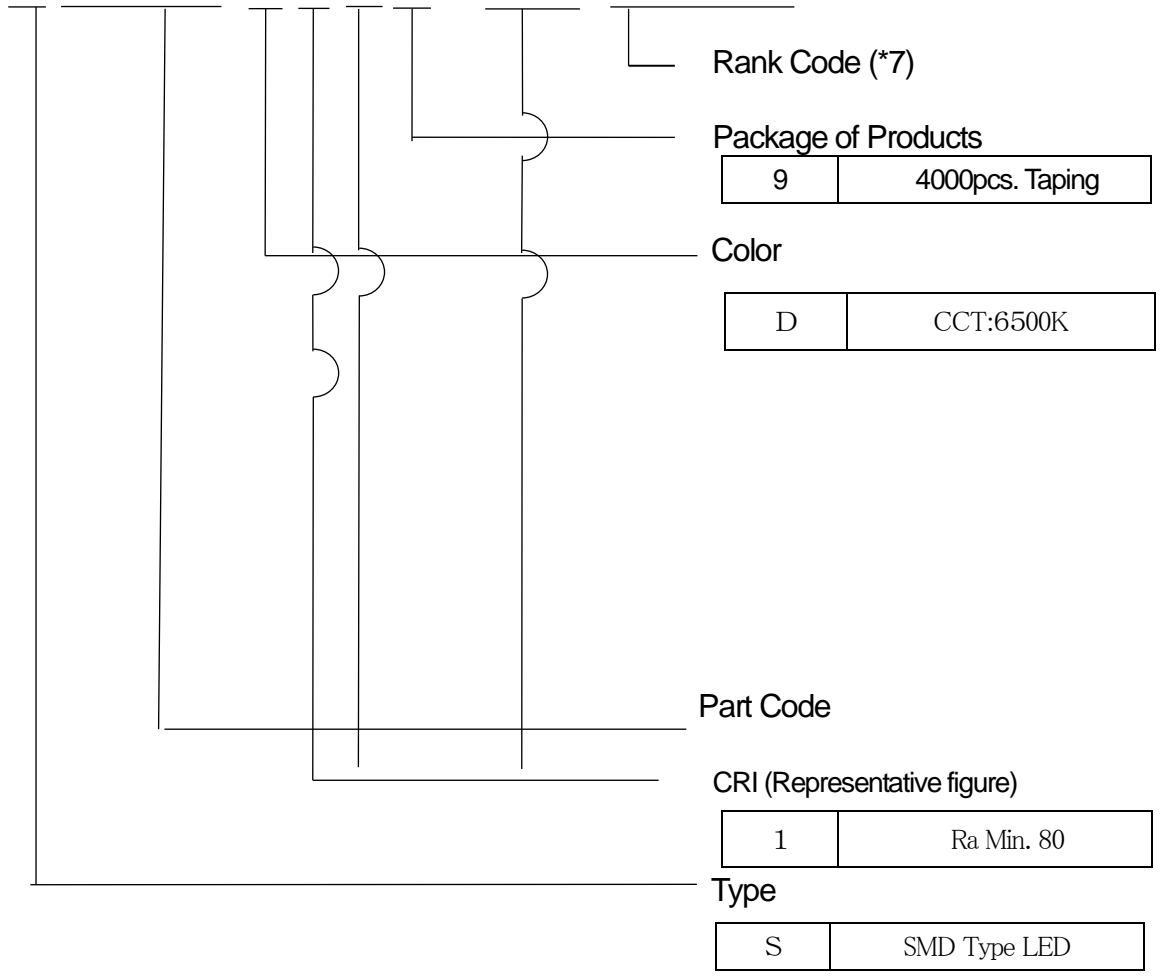 Rank Code (*7)
Package of Products
9 4000pcs. Taping
Color
D CCT:6500K
Part Code
CRI (Representative figure)
1 Ra Min. 80
Type
S SMD Type LED